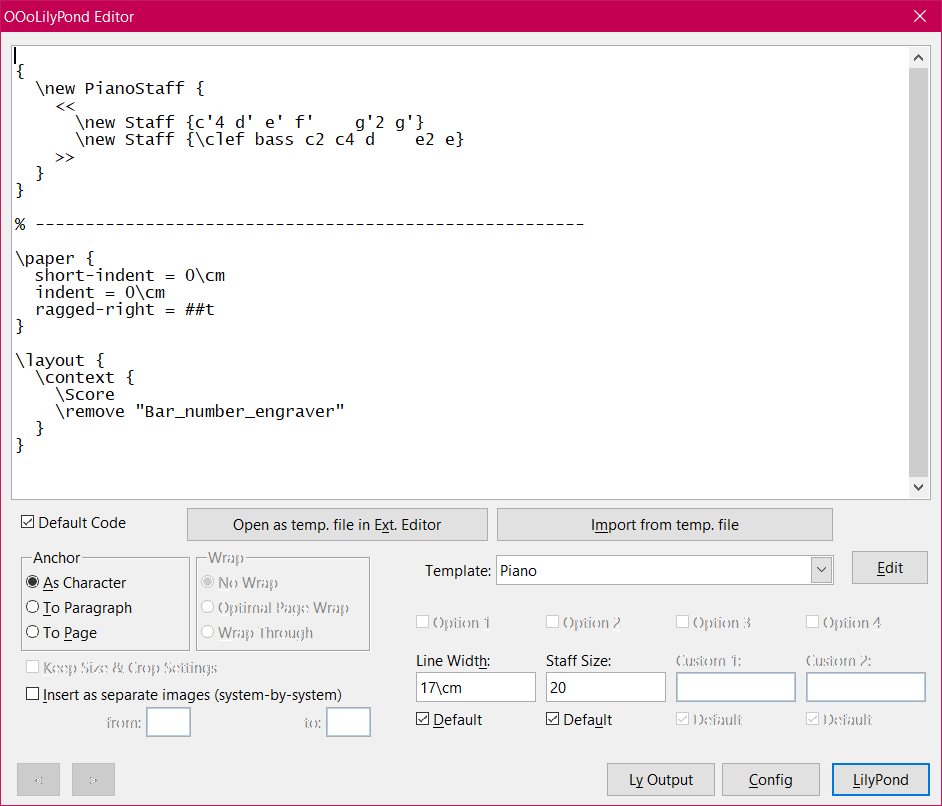 OOoLilyPond Editor
{
\new PianoStaff {
<<
\new Staff {c'4 d' e' f'    g'2 g'}
\new Staff {\clef bass c2 c4 d    e2 e}
>>
}
}
% -------------------------------------------------------
\paper {
short-indent = 0\cm
indent = 0\cm
ragged-right = ##t
}
\layout {
\context {
\Score
\remove "Bar_number_engraver"
}
}
Default Code
Open as temp. file in Ext. Editor
Import from temp. file
Anchor
As Character
To Paragraph
To Page
Wrap
No Wrap
Optimal Page Wrap
Wrap Through
Template:
Piano
Edit
Option 1
Option 2
Option 3
Option 4
Keep Size & Crop Settings
Insert as separate images (system-by-system)
from:
to:
Line Width:
Staff Size:
Custom 1:
Custom 2:
17\cm
20
Default
Default
Default
Default
<
>
Ly Output
Config
LilyPond